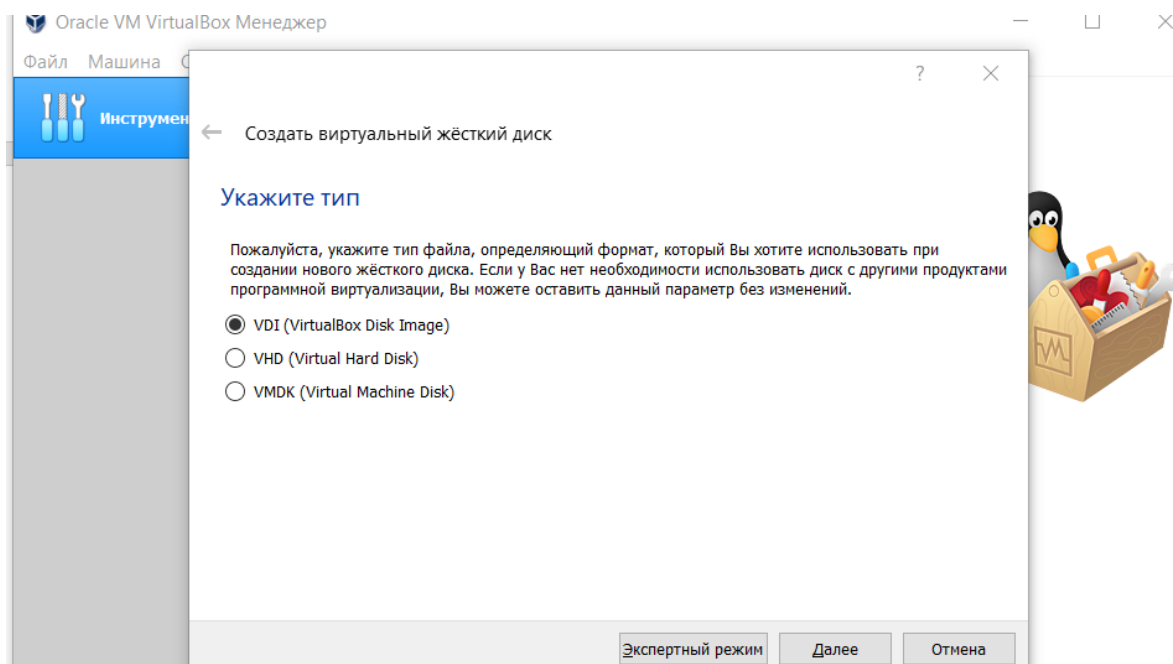 Oracle VM VirtualBox Менеджер
Файл Машина
Создать виртуальный жёсткий диск
Укажите тип
Пожалуйста, укажите тип файла, определяющий формат, который Вы хотите использовать при
создании нового жёсткого диска. Если у Вас нет необходимости использовать диск с другими продуктами
программной виртуализации, Вы можете оставить данный параметр без изменений.
VDI (VirtualBox Disk Image)
VHD (Virtual Hard Disk)
VMDK (Virtual Machine Disk)
Экспертный режим Далее Отмена